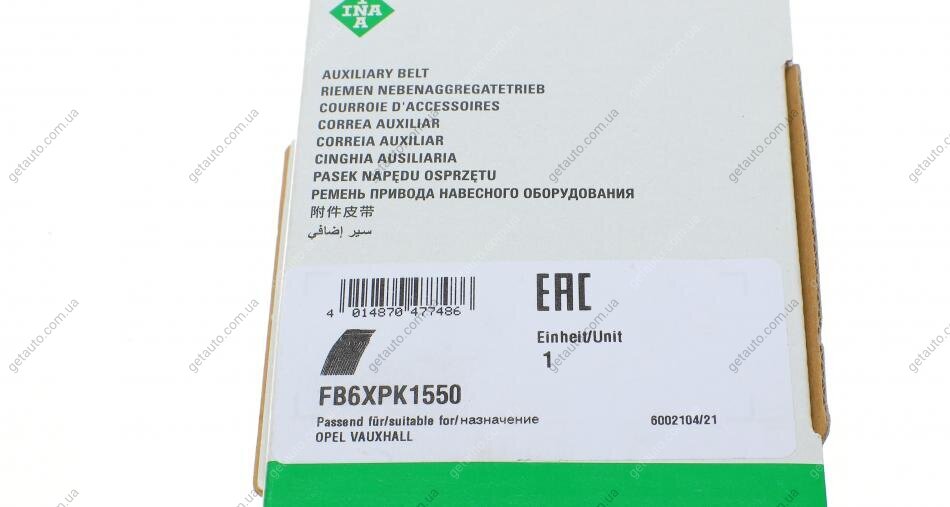 INA
AUXILIARY BELT
RIEMEN NEBENAGGREGATETRIEB
COURROIE D'ACCESSOIRES
CORREA AUXILIAR
CORREIA AUXILIAR
CINGHIA AUSILIARIA
PASEK NAPĘDU OSPRZĘTU
РЕМЕНЬ ПРИВОДА НАВЕСНОГО ОБОРУДОВАНИЯ
附件皮带
سير إضافي
EAC
4 014870 477486
Einheit/Unit
1
FB6XPK1550
Passend für/suitable for/назначение
6002104/21
OPEL VAUXHALL
getauto.com.ua